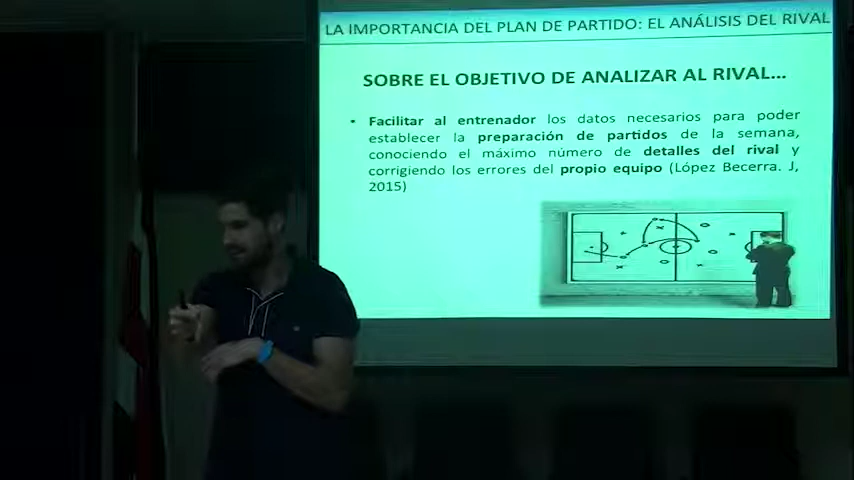 LA IMPORTANCIA DEL PLAN DE PARTIDO: EL ANÁLISIS DEL RIVAL
SOBRE EL OBJETIVO DE ANALIZAR AL RIVAL...
• Facilitar al entrenador los datos necesarios para poder
establecer la preparación de partidos de la semana,
conociendo el máximo número de detalles del rival y
corrigiendo los errores del propio equipo (López Becerra. J,
2015)